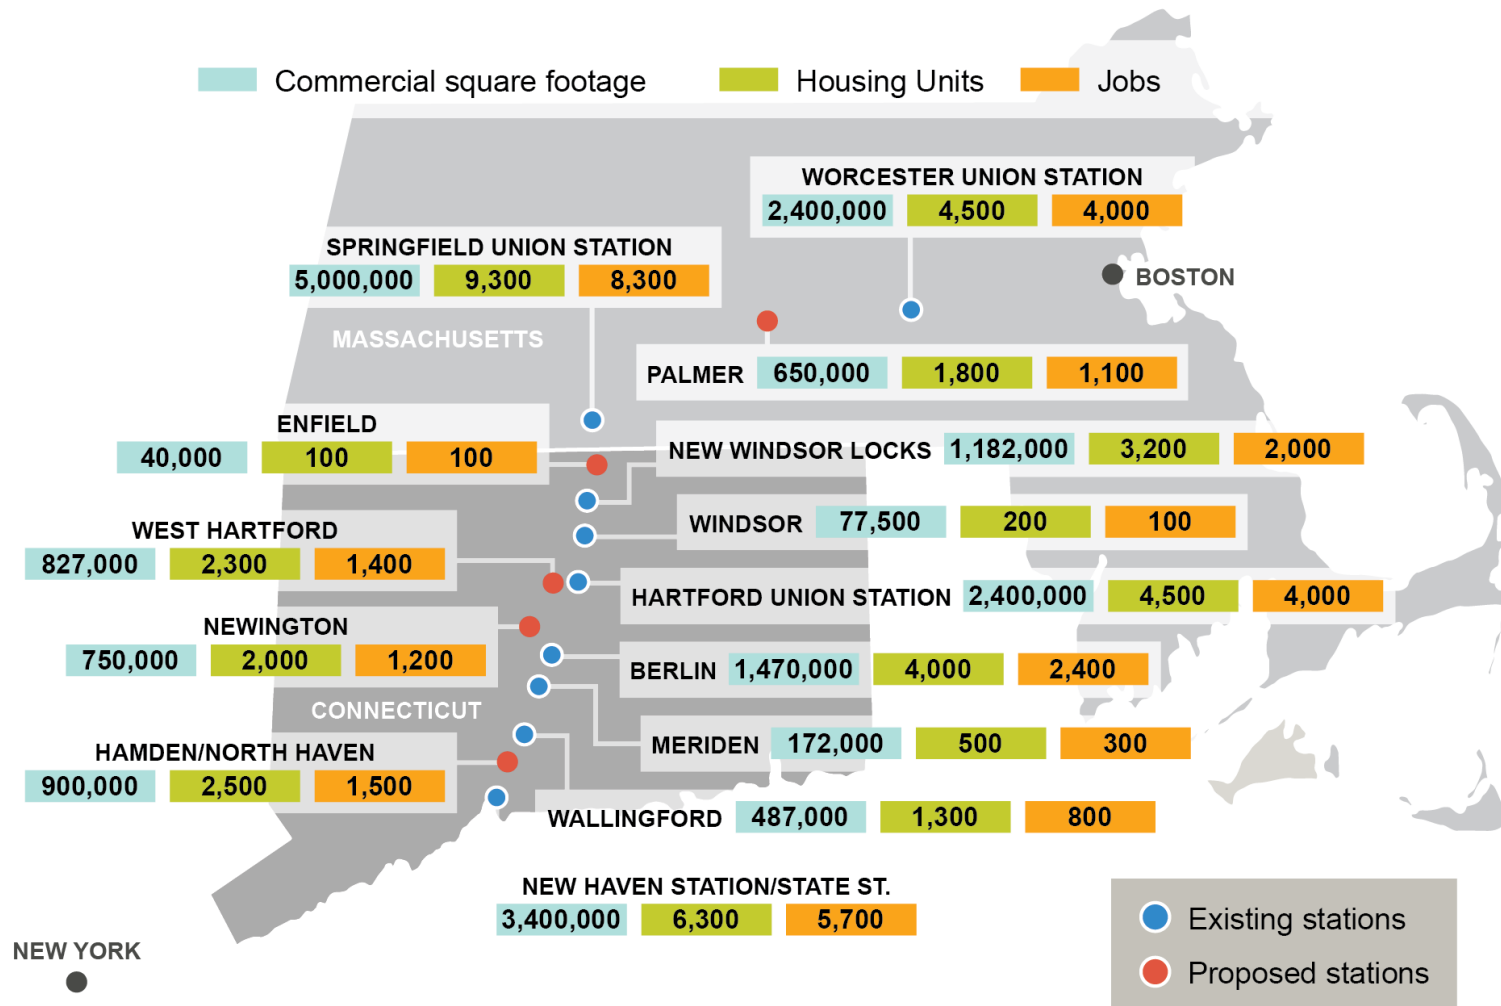 Commercial square footage
Housing Units
Jobs
WORCESTER UNION STATION
2,400,000 4,500 4,000
SPRINGFIELD UNION STATION
5,000,000 9,300 8,300
BOSTON
MASSACHUSETTS
PALMER 650,000 1,800 1,100
ENFIELD
40,000 100 100
NEW WINDSOR LOCKS 1,182,000 3,200 2,000
WINDSOR 77,500 200 100
WEST HARTFORD
827,000 2,300 1,400
HARTFORD UNION STATION 2,400,000 4,500 4,000
NEWINGTON
750,000 2,000 1,200
BERLIN 1,470,000 4,000 2,400
CONNECTICUT
MERIDEN 172,000 500 300
HAMDEN/NORTH HAVEN
900,000 2,500 1,500
WALLINGFORD 487,000 1,300 800
NEW HAVEN STATION/STATE ST.
3,400,000 6,300 5,700
NEW YORK
Existing stations
Proposed stations